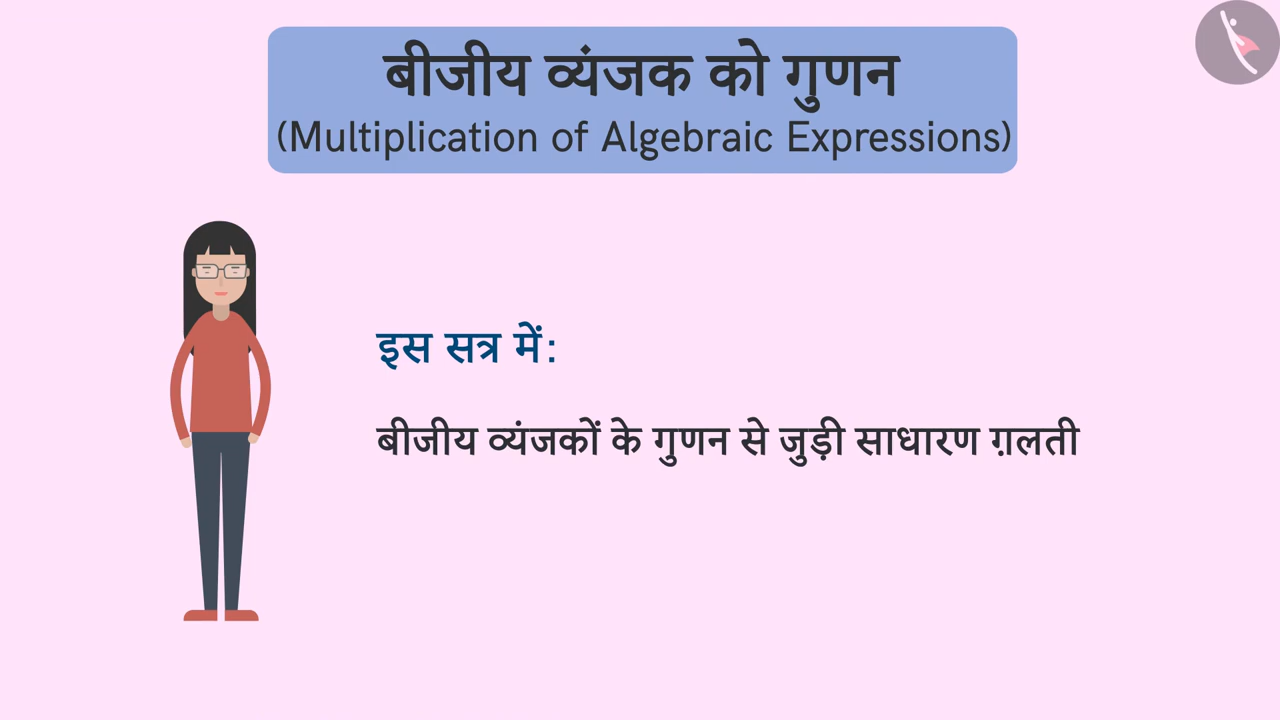 बीजीय व्यंजक को गुणन
(Multiplication of Algebraic Expressions)
इस सत्र में:
बीजीय व्यंजकों के गुणन से जुड़ी साधारण ग़लती